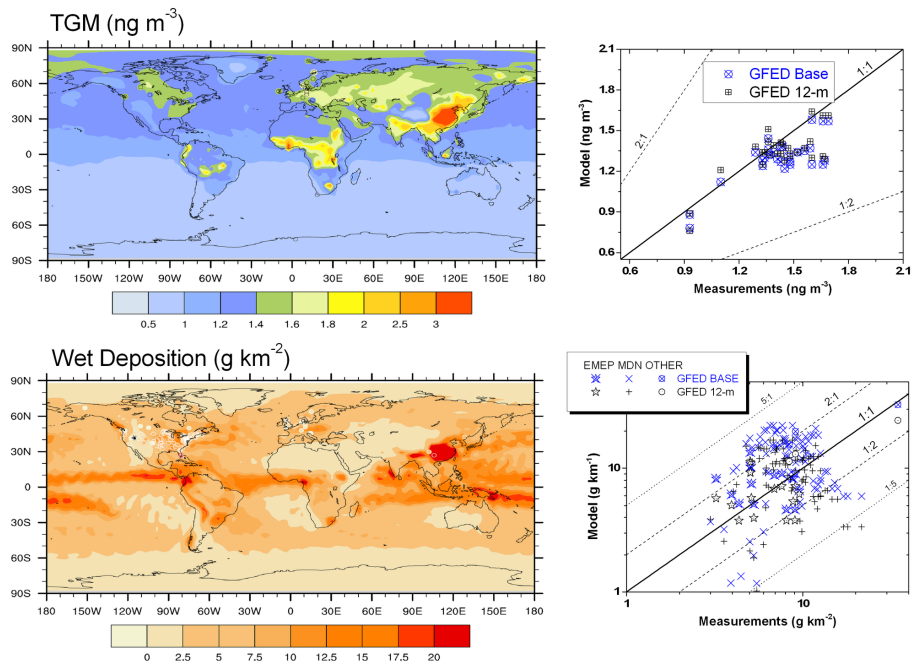 TGM (ng m-3)
90N
60N
30N
0
30S
60S
90S
180 150W 120W 90W 60W 30W 0 30E 60E 90E 120E 150E 180
0.5 1 1.2 1.4 1.6 1.8 2 2.5 3
2.1
1.8
1.5
1.2
0.9
0.6
Model (ng m-3)
GFED Base
GFED 12-m
2:1
1:1
1:2
0.6 0.9 1.2 1.5 1.8 2.1
Measurements (ng m-3)
Wet Deposition (g km-2)
90N
60N
30N
0
30S
60S
90S
180 150W 120W 90W 60W 30W 0 30E 60E 90E 120E 150E 180
0 2.5 5 7.5 10 12.5 15 17.5 20
EMEP MDN OTHER
GFED BASE
GFED 12-m
5:1
2:1
1:1
1:2
1:5
10
1
Model (g km-1)
1 10
Measurements (g km-2)